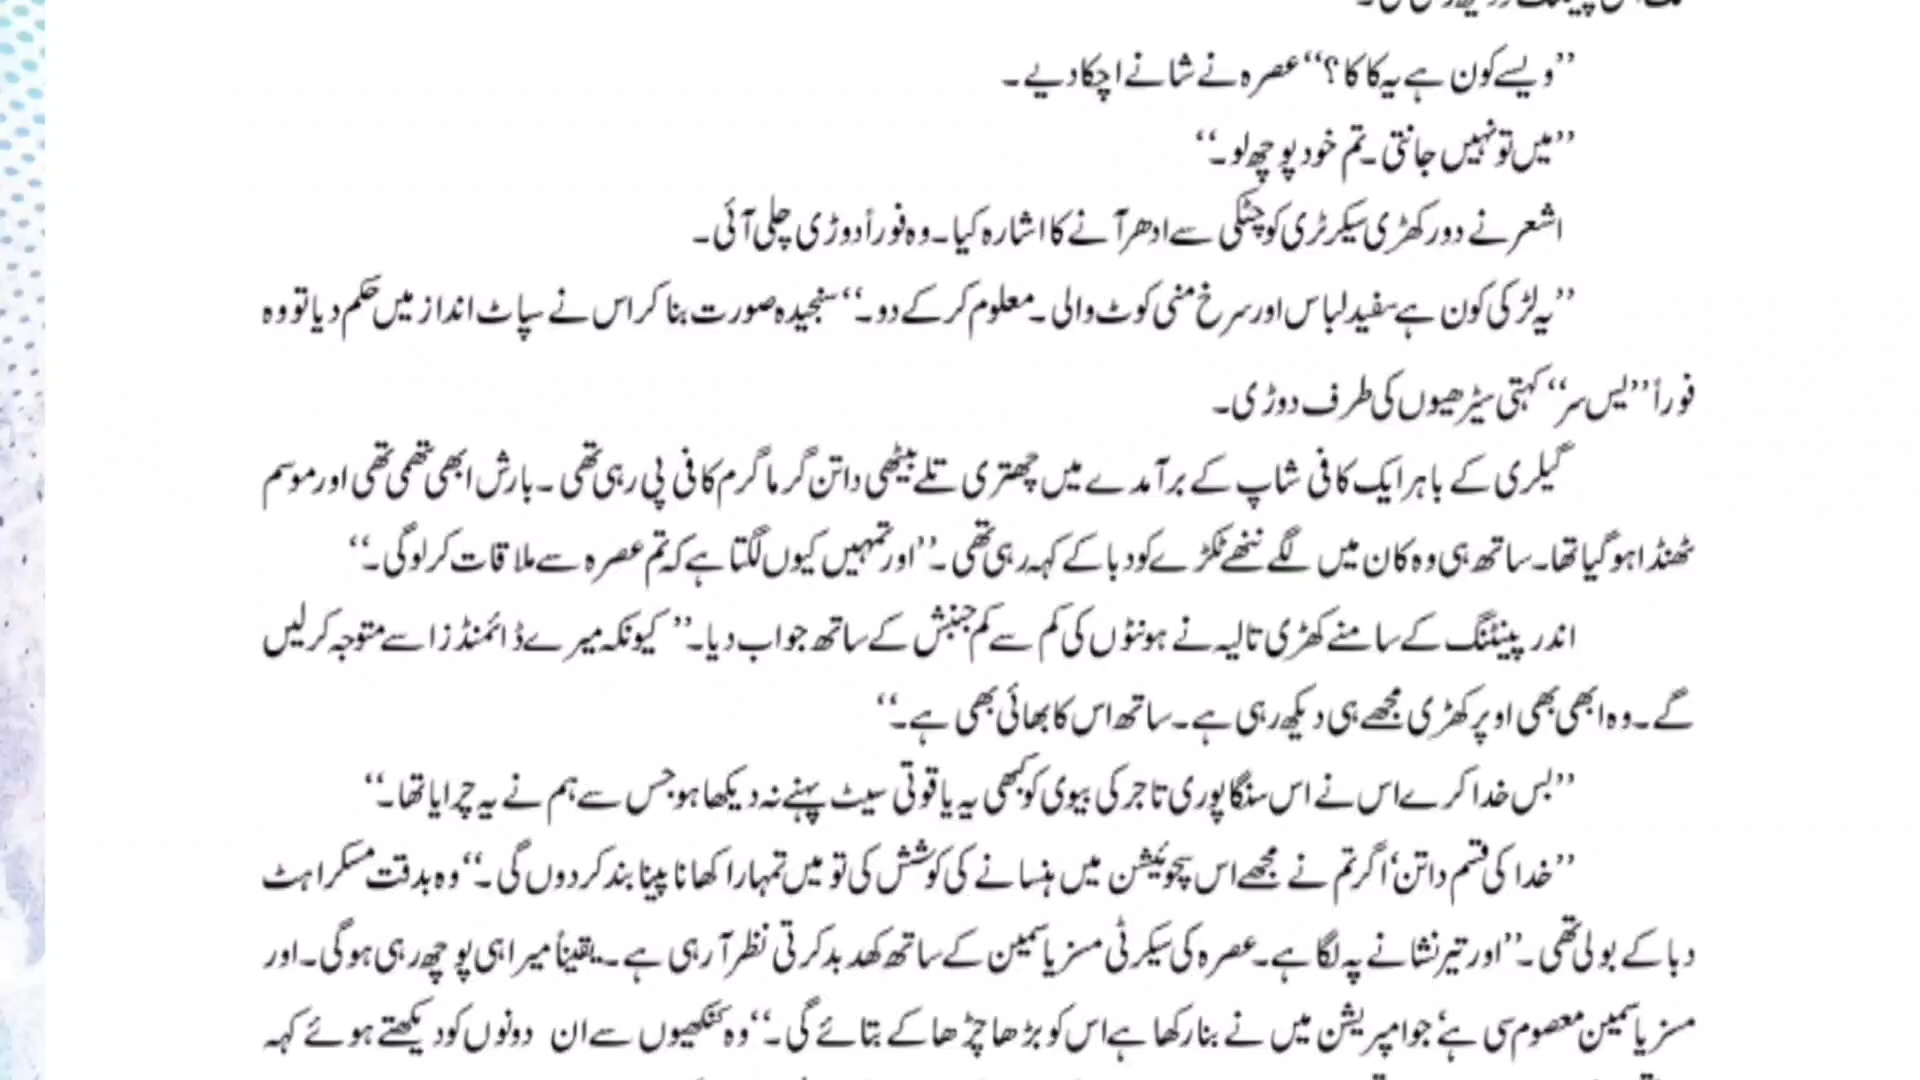 ”ویسے کون ہے یہ کاکا؟“ عصرہ نے شانے اچکا دیے۔
”میں تو نہیں جانتی۔ تم خود پوچھ لو۔“
اشعر نے دور کھڑی سیکرٹری کو چٹکی سے ادھر آنے کا اشارہ کیا۔ وہ فوراً دوڑی چلی آئی۔
”یہ لڑکی کون ہے سفید لباس اور سرخ منی کوٹ والی۔ معلوم کر کے دو۔“ سنجیدہ صورت بنا کر اس نے سپاٹ انداز میں حکم دیا تو وہ
فوراً ”یس سر“ کہتی سیڑھیوں کی طرف دوڑی۔
گیلری کے باہر ایک کافی شاپ کے برآمدے میں چھتری تلے بیٹھی داتن گرما گرم کافی پی رہی تھی۔ بارش ابھی تھمی تھی اور موسم
ٹھنڈا ہو گیا تھا۔ ساتھ ہی وہ کان میں لگے ننھے ٹکڑے کو دبا کے کہہ رہی تھی۔ ”اور تمہیں کیوں لگتا ہے کہ تم عصرہ سے ملاقات کر لو گی۔“
اندر پینٹنگ کے سامنے کھڑی تالیہ نے ہونٹوں کی کم سے کم جنبش کے ساتھ جواب دیا۔ ”کیونکہ میرے ڈائمنڈز اسے متوجہ کر لیں
گے۔ وہ ابھی بھی اوپر کھڑی مجھے ہی دیکھ رہی ہے۔ ساتھ اس کا بھائی بھی ہے۔“
”بس خدا کرے اس نے اس سنگاپوری تاجر کی بیوی کو کبھی یہ یاقوتی سیٹ پہنے نہ دیکھا ہو جس سے ہم نے یہ چرایا تھا۔“
”خدا کی قسم داتن‘ اگر تم نے مجھے اس سچوئیشن میں ہنسانے کی کوشش کی تو میں تمہارا کھانا پینا بند کر دوں گی۔“ وہ بدقت مسکراہٹ
دبا کے بولی تھی۔ ”اور تیر نشانے پہ لگا ہے۔ عصرہ کی سیکرٹی مسز یاسمین کے ساتھ کھد بد کرتی نظر آ رہی ہے۔ یقیناً میرا ہی پوچھ رہی ہو گی۔ اور
مسز یاسمین معصوم سی ہے‘ جو امپریشن میں نے بنا رکھا ہے اس کو بڑھا چڑھا کے بتائے گی۔“ وہ کنکھیوں سے ان دونوں کو دیکھتے ہوئے کہہ